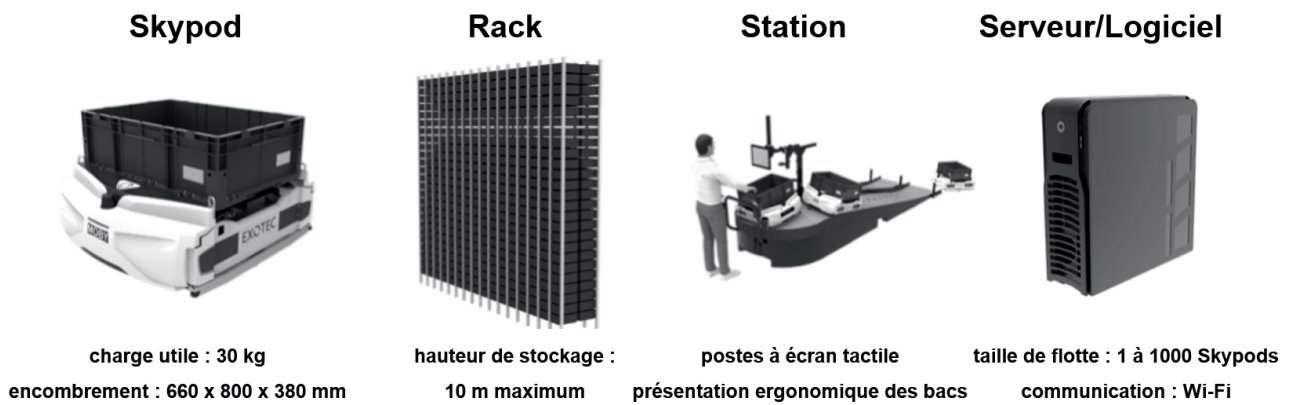 Skypod
Rack
Station
Serveur/Logiciel
MOBY
EXOTEC
charge utile : 30 kg
encombrement : 660 x 800 x 380 mm
hauteur de stockage :
10 m maximum
postes à écran tactile
présentation ergonomique des bacs
taille de flotte : 1 à 1000 Skypods
communication : Wi-Fi